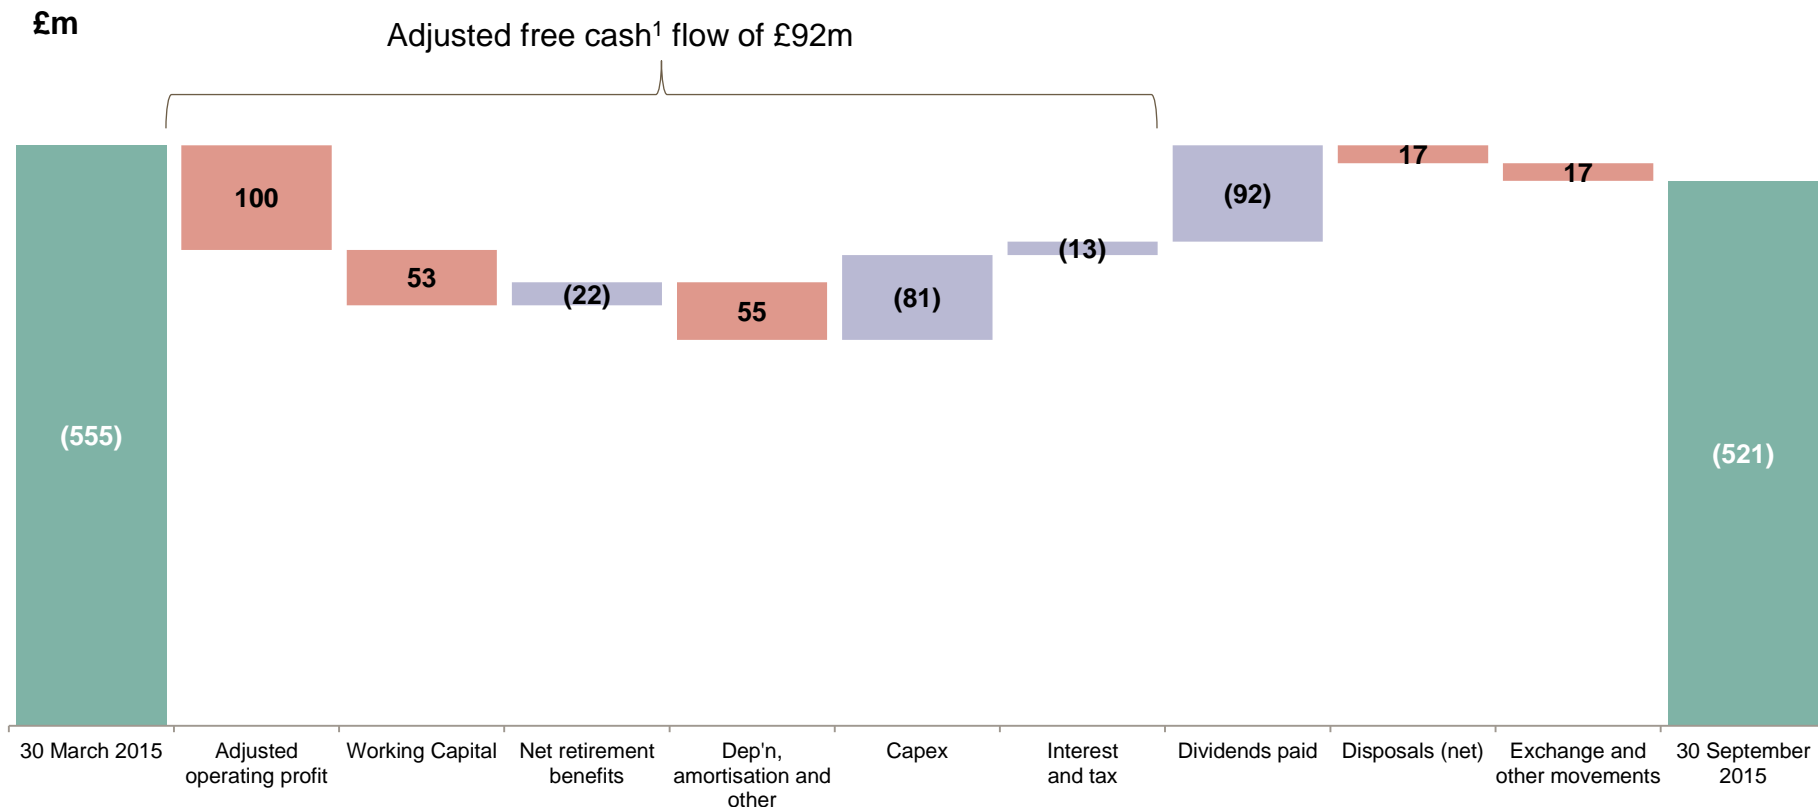 £m
Adjusted free cash1 flow of £92m
100
53
(22)
55
(81)
(13)
(92)
17
17
(555)
(521)
30 March 2015
Adjusted
operating profit
Working Capital
Net retirement
benefits
Dep'n,
amortisation and
other
Capex
Interest
and tax
Dividends paid
Disposals (net)
Exchange and
other movements
30 September
2015